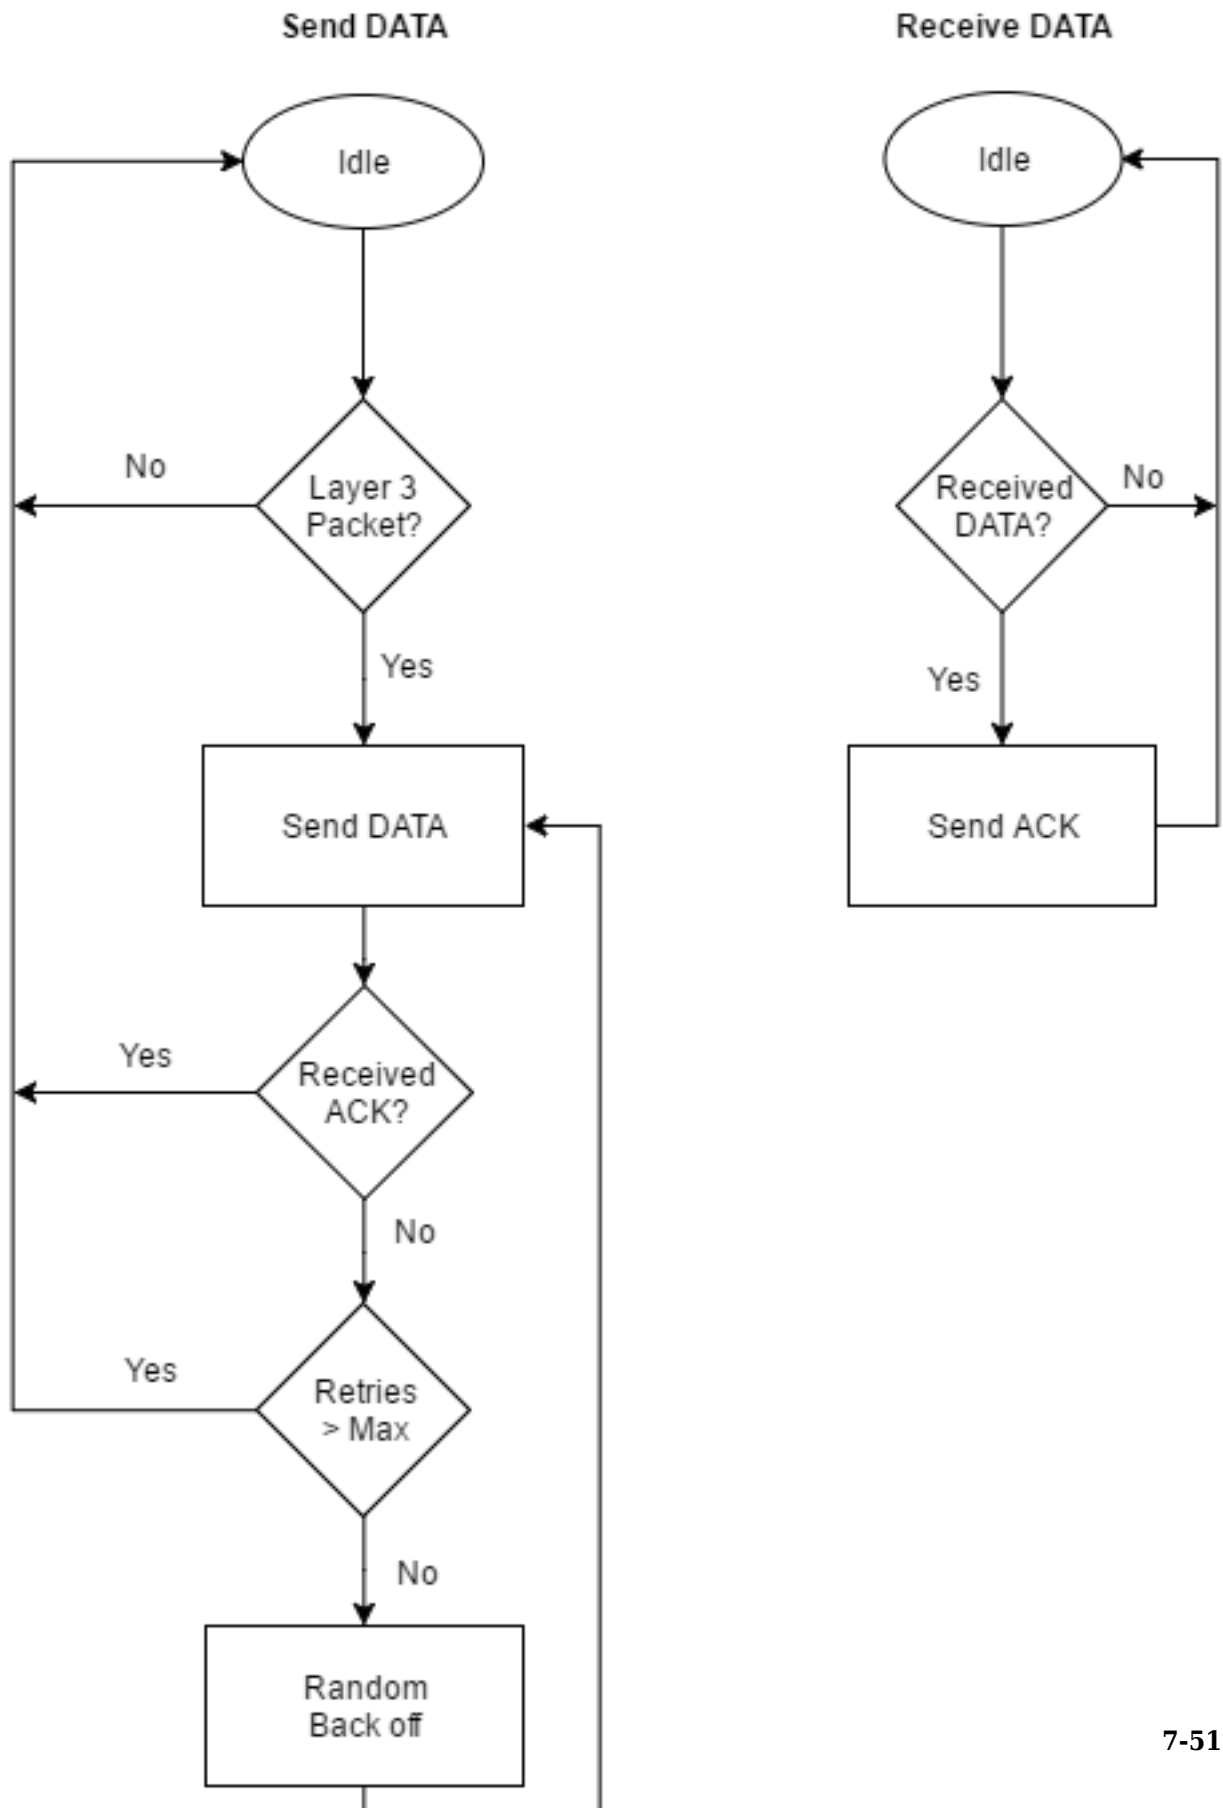 Send DATA
Idle
Layer 3
Packet?
No
Yes
Send DATA
Received
ACK?
Yes
No
Retries
> Max
Yes
No
Random
Back off
Receive DATA
Idle
Received
DATA?
No
Yes
Send ACK
7-51